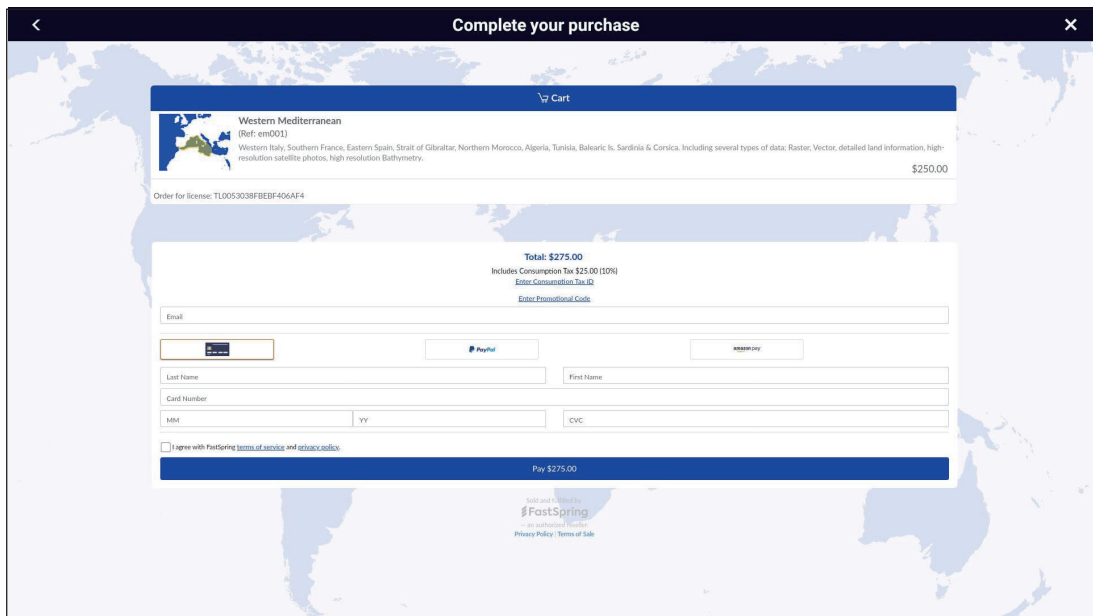 Complete your purchase
Cart
Western Mediterranean
(Ref: em001)
Western Italy, Southern France, Eastern Spain, Strait of Gibraltar, Northern Morocco, Algeria, Tunisia, Balearic Is. Sardinia & Corsica. Including several types of data: Raster, Vector, detailed land information, high-
resolution satellite photos, high resolution Bathymetry.
$250.00
Order for license: TL0053038FBEBF406AF4
Total: $275.00
Includes Consumption Tax $25.00 (10%)
Enter Consumption Tax ID
Enter Promotional Code
Email
PayPal
amazon pay
Last Name
First Name
Card Number
MM
YY
CVC
I agree with FastSpring terms of service and privacy policy.
Pay $275.00
Sold and fulfilled by
FastSpring
— an authorized reseller
Privacy Policy | Terms of Sale